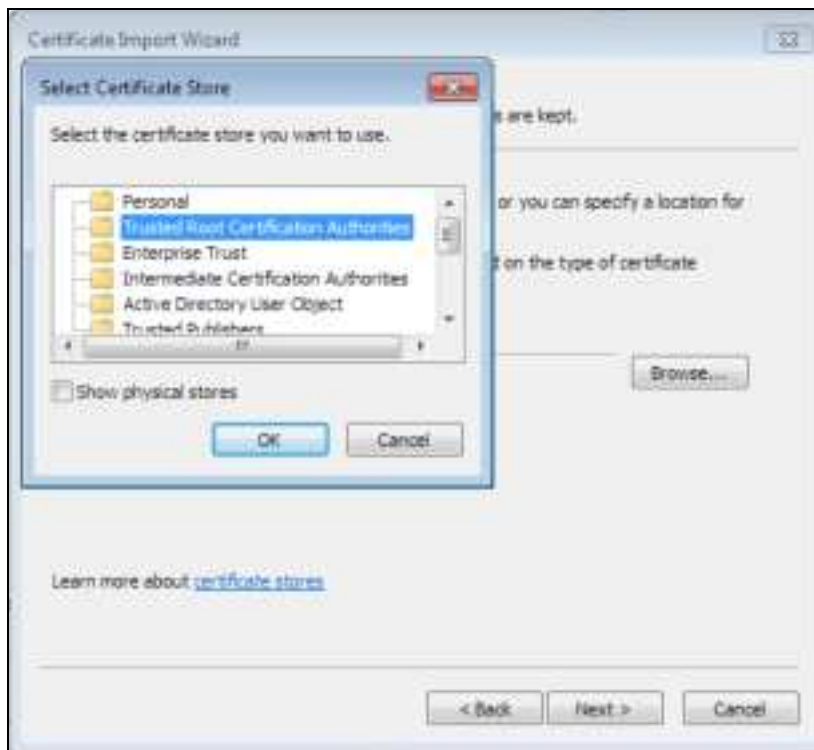 Certificate Import Wizard
Select Certificate Store
Select the certificate store you want to use.
Personal
Trusted Root Certification Authorities
Enterprise Trust
Intermediate Certification Authorities
Active Directory User Object
Trusted Publishers
Show physical stores
OK Cancel
s are kept.
or you can specify a location for
on the type of certificate
Browse...
Learn more about certificate stores
< Back Next > Cancel